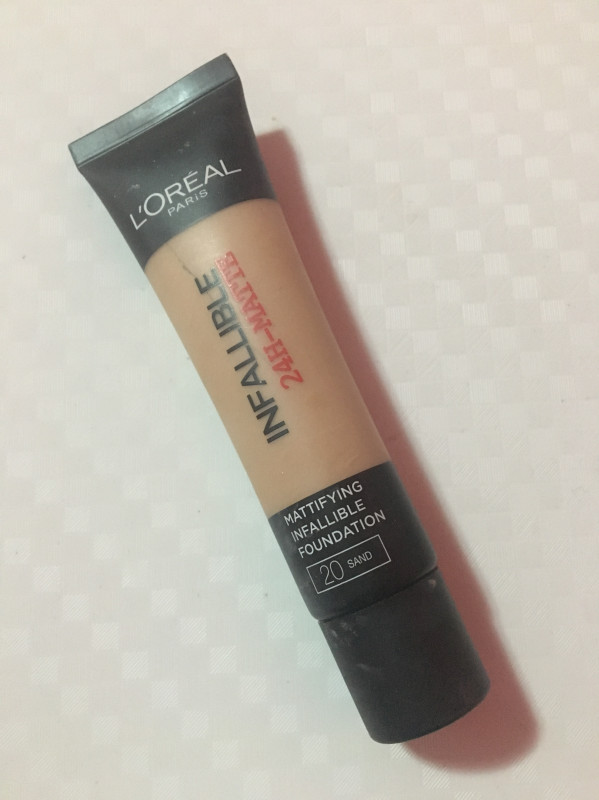 L'ORÉAL
PARIS
INFALLIBLE
24H-MATTE
MATTIFYING
INFALLIBLE
FOUNDATION
20 SAND